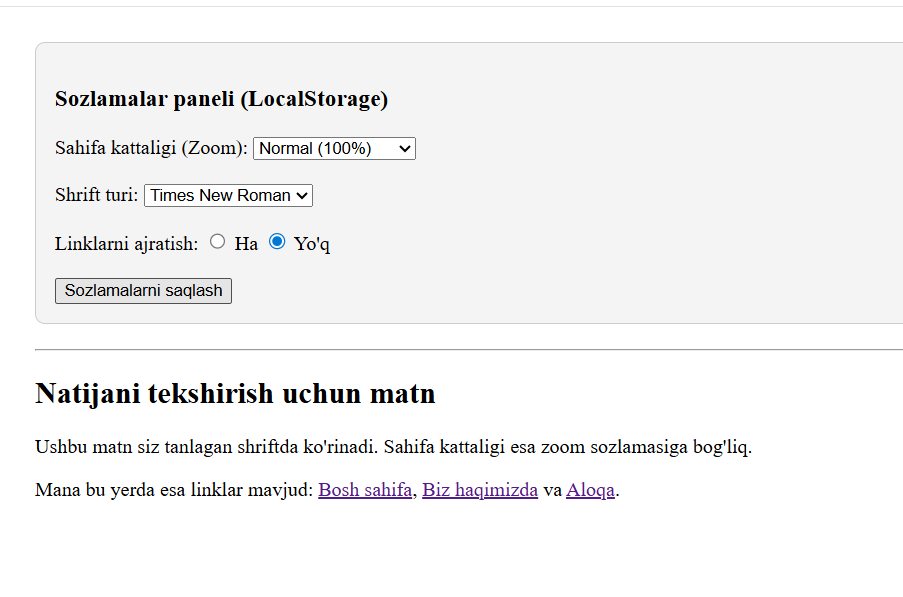 Sozlamalar paneli (LocalStorage)
Sahifa kattaligi (Zoom): Normal (100%)
Shrift turi: Times New Roman
Linklarni ajratish: Ha Yo'q
Sozlamalarni saqlash
Natijani tekshirish uchun matn
Ushbu matn siz tanlagan shriftda ko'rinadi. Sahifa kattaligi esa zoom sozlamasiga bog'liq.
Mana bu yerda esa linklar mavjud: Bosh sahifa, Biz haqimizda va Aloqa.